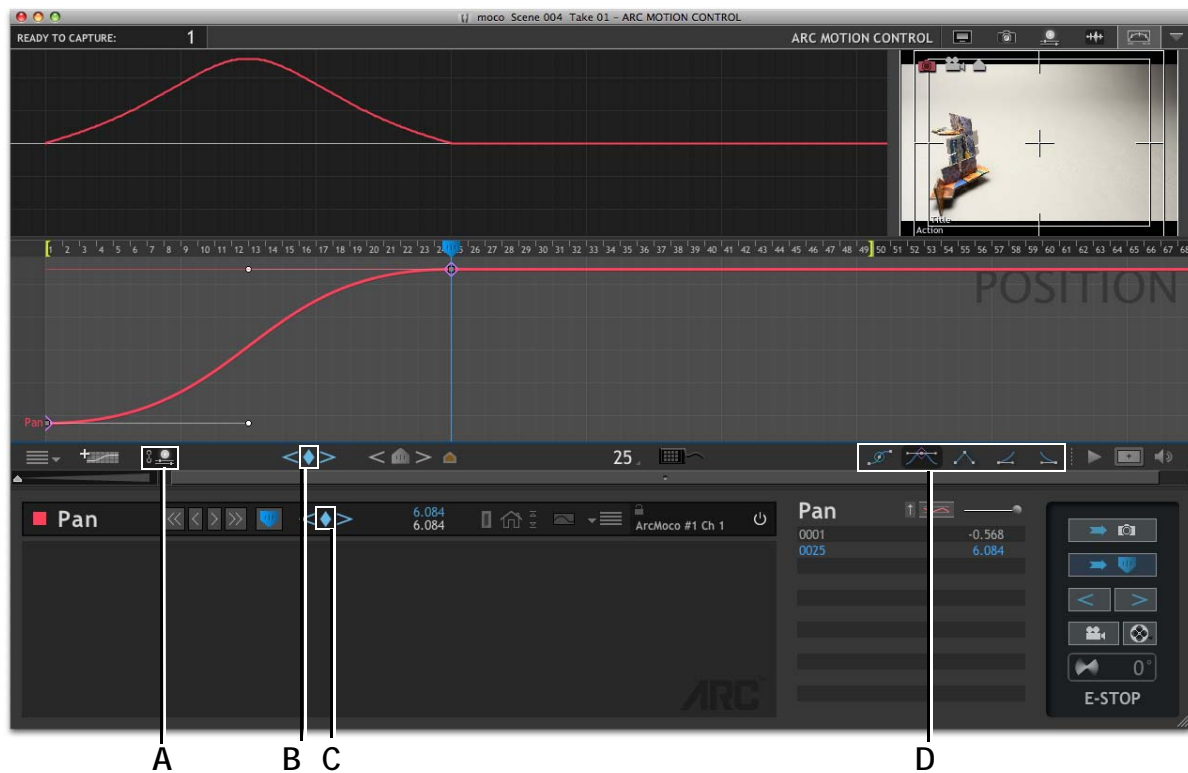 moco Scene 004 Take 01 - ARC MOTION CONTROL
READY TO CAPTURE: 1
ARC MOTION CONTROL
Title
Action
1 2 3 4 5 6 7 8 9 10 11 12 13 14 15 16 17 18 19 20 21 22 23 2 5 26 27 28 29 30 31 32 33 34 35 36 37 38 39 40 41 42 43 44 45 46 47 48 49 50 51 52 53 54 55 56 57 58 59 60 61 62 63 64 65 66 67 68
POSITION
Pan
25
Pan
6.084
6.084
ArcMoco #1 Ch 1
Pan
0001 -0.568
0025 6.084
0°
E-STOP
ARC
A B C D